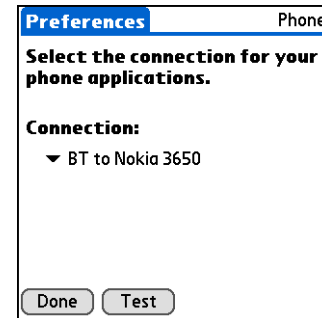 Preferences Phone
Select the connection for your
phone applications.
Connection:
BT to Nokia 3650
Done Test